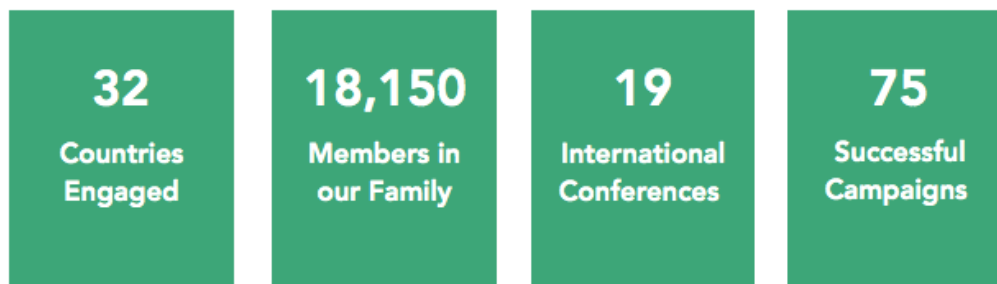 32
Countries
Engaged
18,150
Members in
our Family
19
International
Conferences
75
Successful
Campaigns